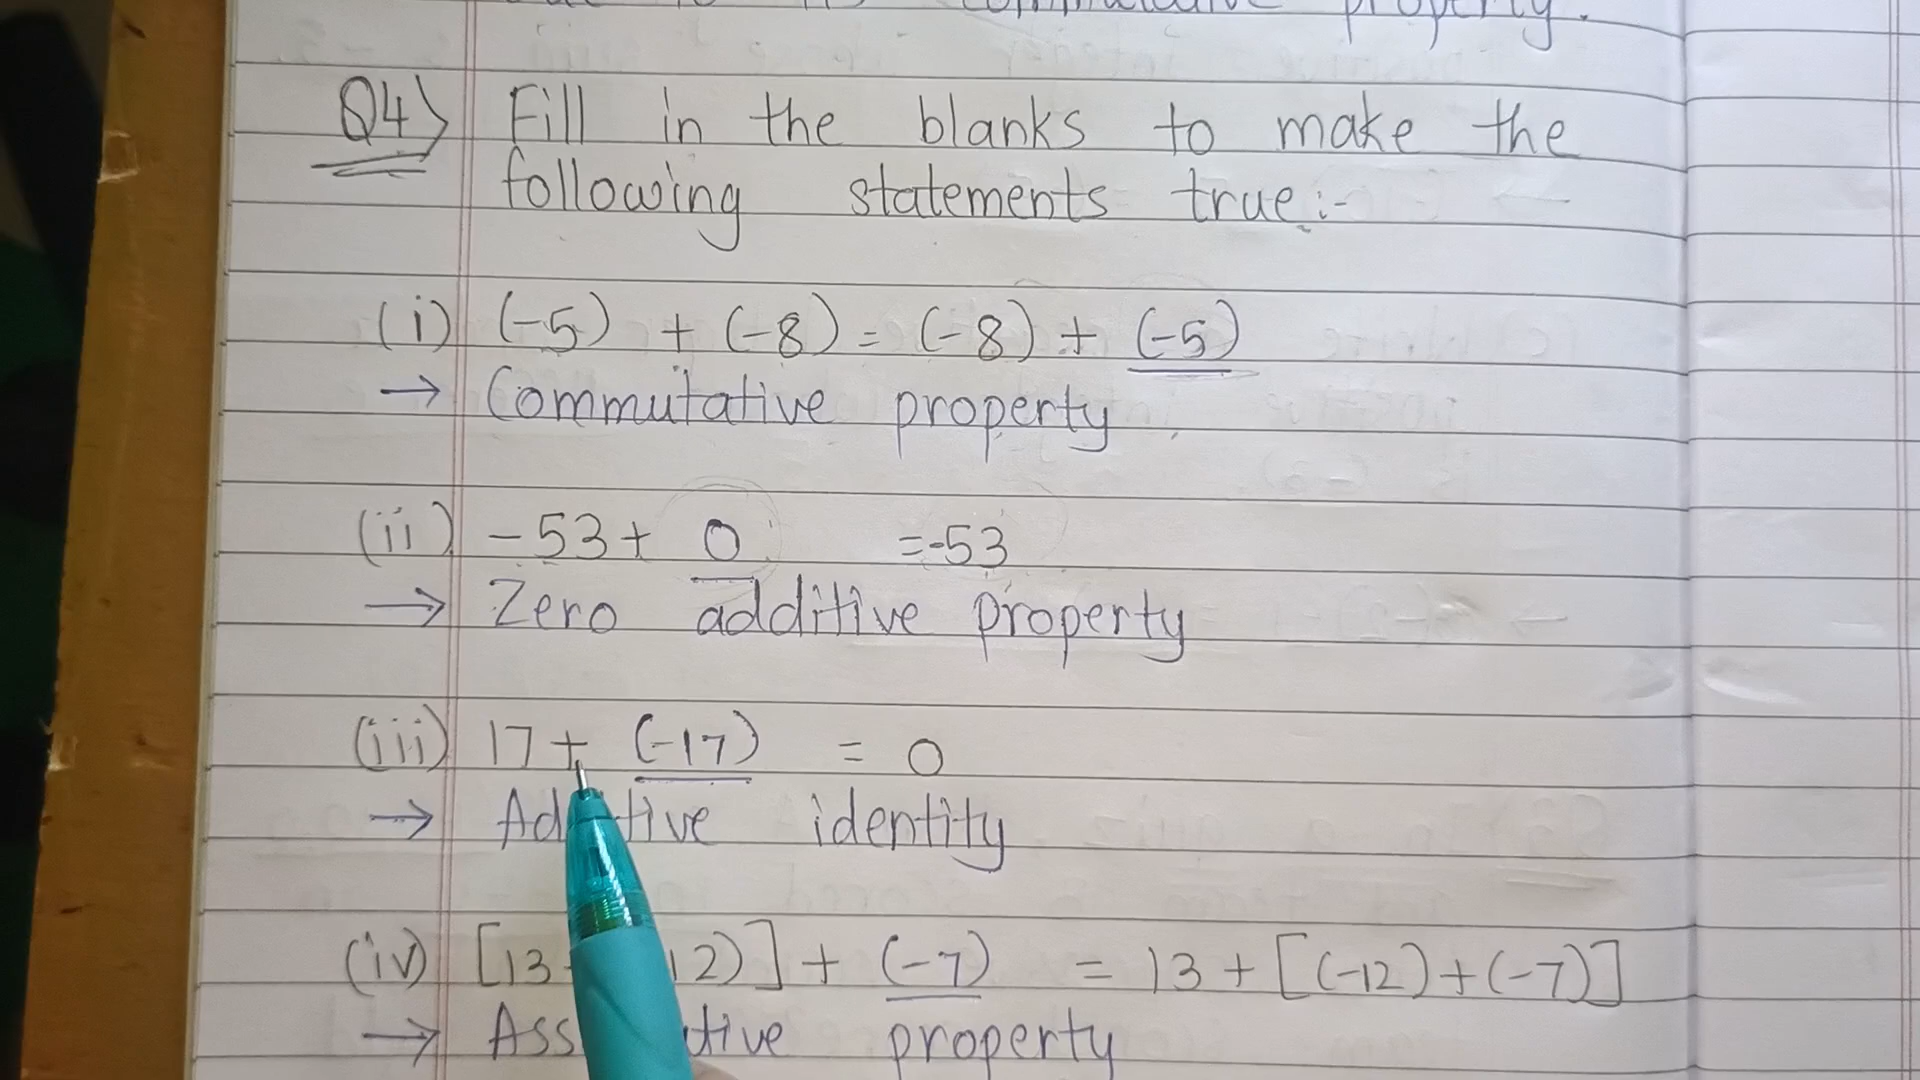 property.
Q4) Fill in the blanks to make the
following statements true:-
(i) (-5) + (-8) = (-8) + (-5)
→ Commutative property
(ii) -53 + 0 = -53
→ Zero additive property
(iii) 17 + (-17) = 0
→ identity
(iv) [13 12)] + (-7) = 13 + [(-12) + (-7)]
→ property